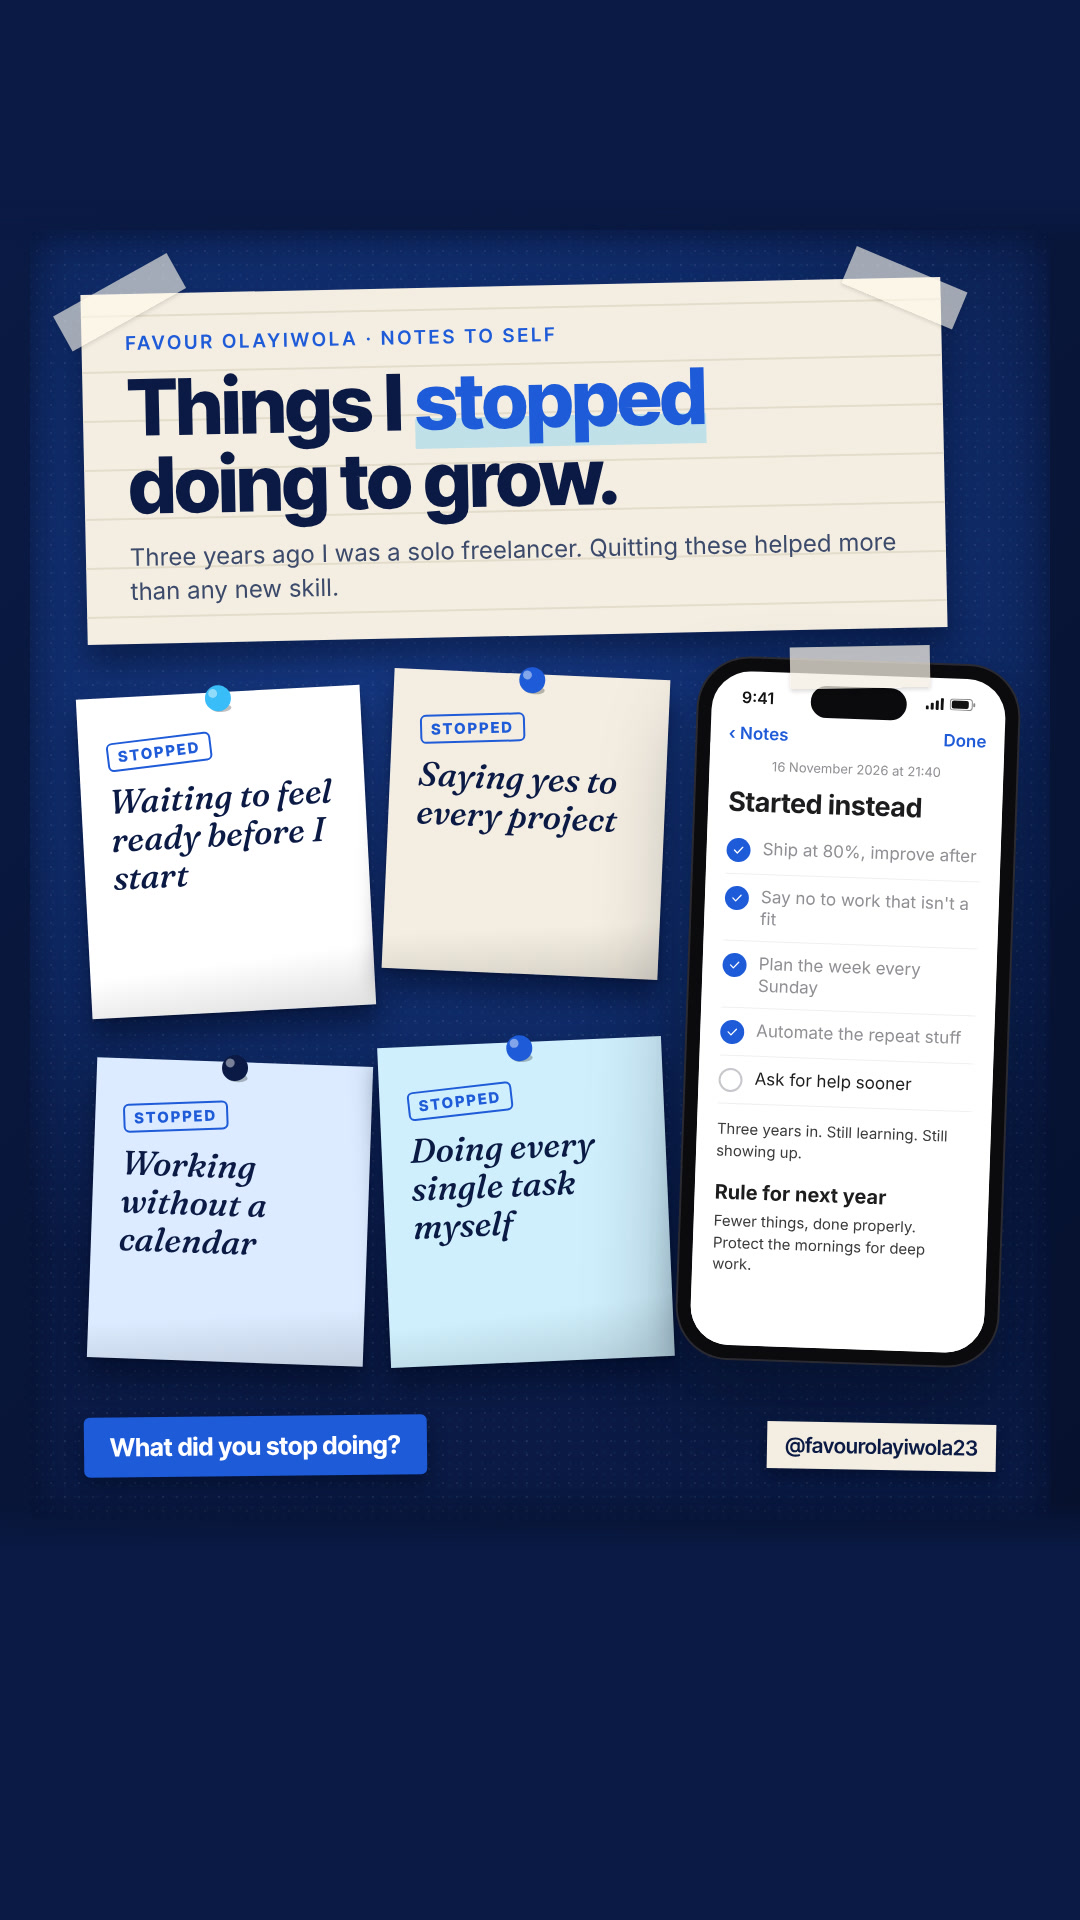 FAVOUR OLAYIWOLA · NOTES TO SELF
Things I stopped
doing to grow.
Three years ago I was a solo freelancer. Quitting these helped more
than any new skill.
STOPPED
Waiting to feel
ready before I
start
STOPPED
Saying yes to
every project
STOPPED
Working
without a
calendar
STOPPED
Doing every
single task
myself
9:41
‹ Notes
Done
16 November 2026 at 21:40
Started instead
Ship at 80%, improve after
Say no to work that isn't a
fit
Plan the week every
Sunday
Automate the repeat stuff
Ask for help sooner
Three years in. Still learning. Still
showing up.
Rule for next year
Fewer things, done properly.
Protect the mornings for deep
work.
What did you stop doing?
@favourolayiwola23